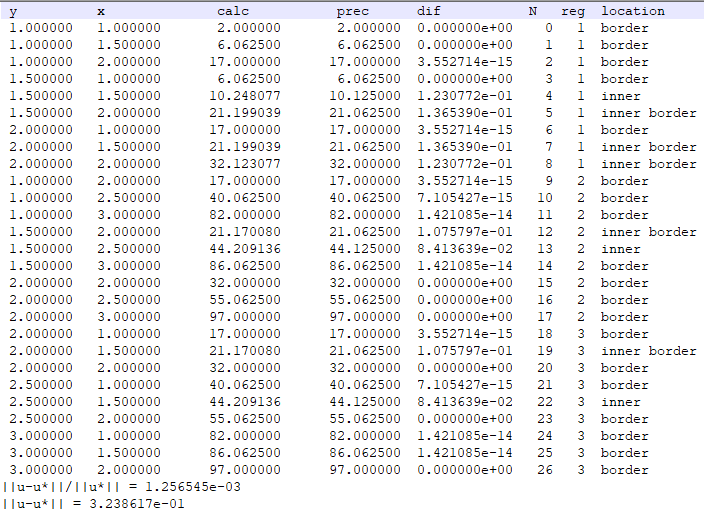 y x calc prec dif N reg location
1.000000 1.000000 2.000000 2.000000 0.000000e+00 0 1 border
1.000000 1.500000 6.062500 6.062500 0.000000e+00 1 1 border
1.000000 2.000000 17.000000 17.000000 3.552714e-15 2 1 border
1.500000 1.000000 6.062500 6.062500 0.000000e+00 3 1 border
1.500000 1.500000 10.248077 10.125000 1.230772e-01 4 1 inner
1.500000 2.000000 21.199039 21.062500 1.365390e-01 5 1 inner border
2.000000 1.000000 17.000000 17.000000 3.552714e-15 6 1 border
2.000000 1.500000 21.199039 21.062500 1.365390e-01 7 1 inner border
2.000000 2.000000 32.123077 32.000000 1.230772e-01 8 1 inner border
1.000000 2.000000 17.000000 17.000000 3.552714e-15 9 2 border
1.000000 2.500000 40.062500 40.062500 7.105427e-15 10 2 border
1.000000 3.000000 82.000000 82.000000 1.421085e-14 11 2 border
1.500000 2.000000 21.170080 21.062500 1.075797e-01 12 2 inner border
1.500000 2.500000 44.209136 44.125000 8.413639e-02 13 2 inner
1.500000 3.000000 86.062500 86.062500 1.421085e-14 14 2 border
2.000000 2.000000 32.000000 32.000000 0.000000e+00 15 2 border
2.000000 2.500000 55.062500 55.062500 0.000000e+00 16 2 border
2.000000 3.000000 97.000000 97.000000 0.000000e+00 17 2 border
2.000000 1.000000 17.000000 17.000000 3.552714e-15 18 3 border
2.000000 1.500000 21.170080 21.062500 1.075797e-01 19 3 inner border
2.000000 2.000000 32.000000 32.000000 0.000000e+00 20 3 border
2.500000 1.000000 40.062500 40.062500 7.105427e-15 21 3 border
2.500000 1.500000 44.209136 44.125000 8.413639e-02 22 3 inner
2.500000 2.000000 55.062500 55.062500 0.000000e+00 23 3 border
3.000000 1.000000 82.000000 82.000000 1.421085e-14 24 3 border
3.000000 1.500000 86.062500 86.062500 1.421085e-14 25 3 border
3.000000 2.000000 97.000000 97.000000 0.000000e+00 26 3 border
||u-u*||/||u*|| = 1.256545e-03
||u-u*|| = 3.238617e-01